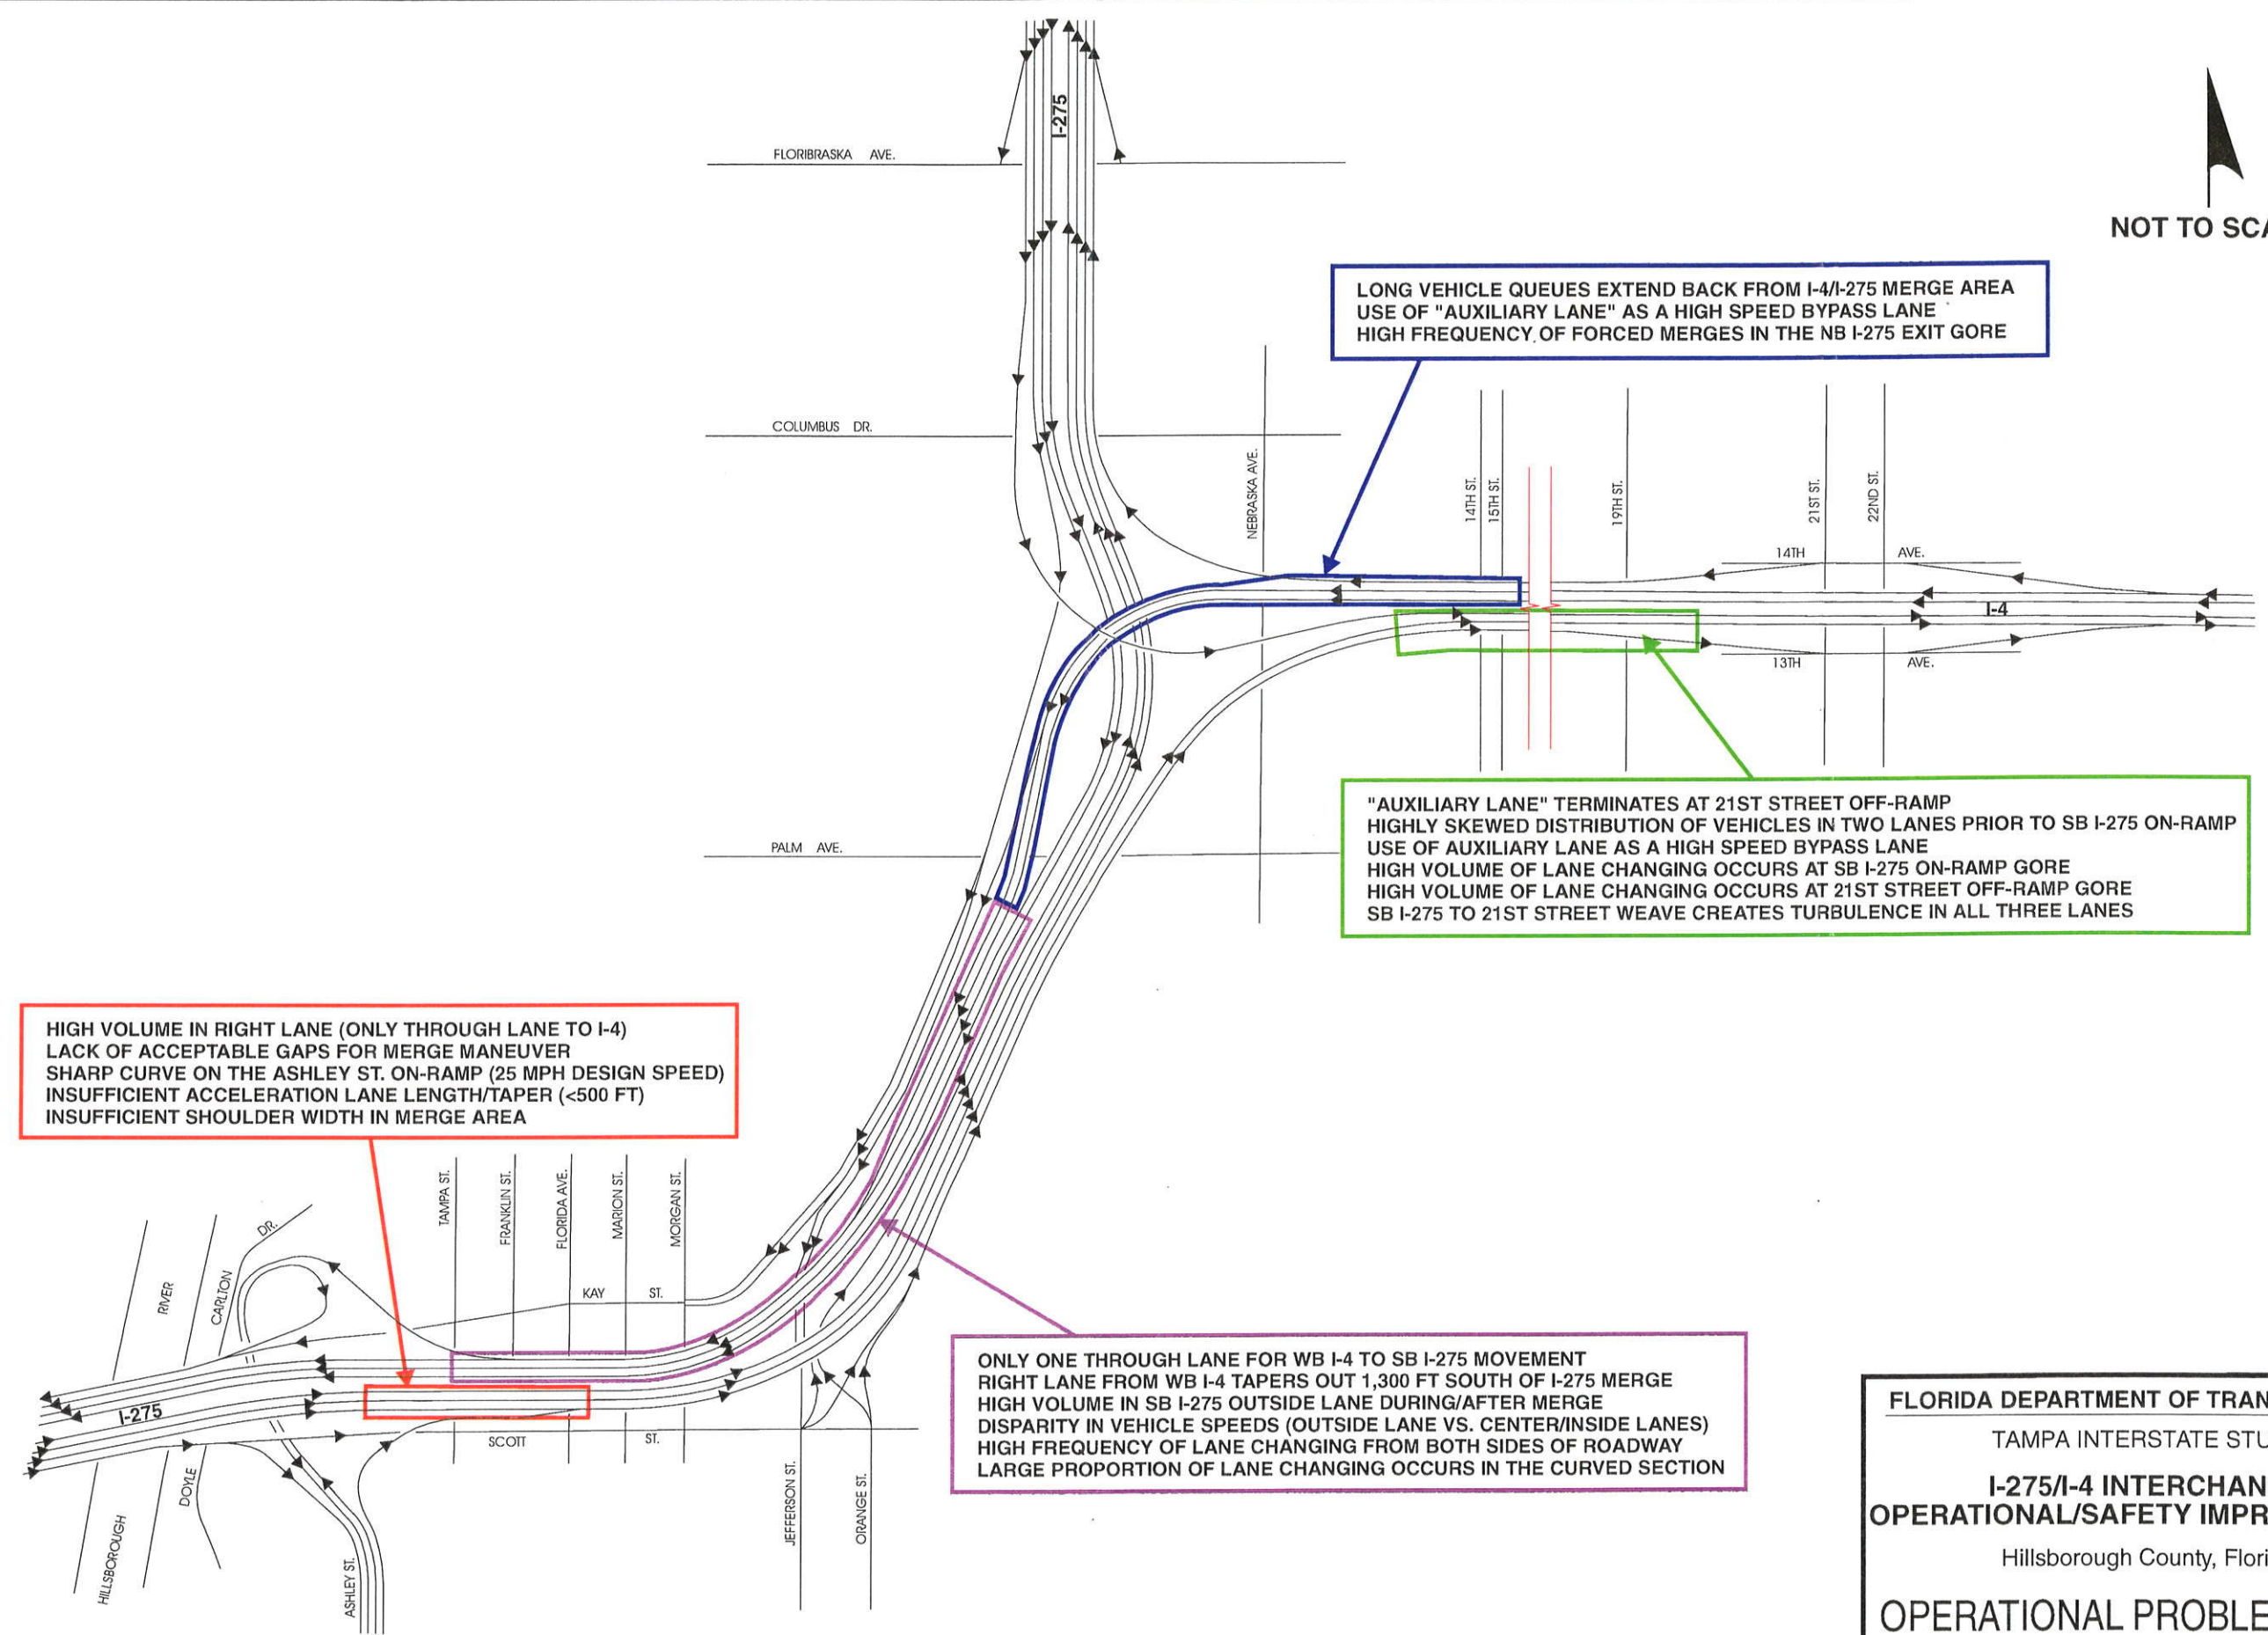 I-275
FLORIBRASKA AVE.
NOT TO SCA
LONG VEHICLE QUEUES EXTEND BACK FROM I-4/I-275 MERGE AREA
USE OF "AUXILIARY LANE" AS A HIGH SPEED BYPASS LANE
HIGH FREQUENCY OF FORCED MERGES IN THE NB I-275 EXIT GORE
COLUMBUS DR.
NEBRASKA AVE.
14TH ST.
15TH ST.
19TH ST.
21ST ST.
22ND ST.
14TH AVE.
I-4
13TH AVE.
"AUXILIARY LANE" TERMINATES AT 21ST STREET OFF-RAMP
HIGHLY SKEWED DISTRIBUTION OF VEHICLES IN TWO LANES PRIOR TO SB I-275 ON-RAMP
USE OF AUXILIARY LANE AS A HIGH SPEED BYPASS LANE
HIGH VOLUME OF LANE CHANGING OCCURS AT SB I-275 ON-RAMP GORE
HIGH VOLUME OF LANE CHANGING OCCURS AT 21ST STREET OFF-RAMP GORE
SB I-275 TO 21ST STREET WEAVE CREATES TURBULENCE IN ALL THREE LANES
PALM AVE.
HIGH VOLUME IN RIGHT LANE (ONLY THROUGH LANE TO I-4)
LACK OF ACCEPTABLE GAPS FOR MERGE MANEUVER
SHARP CURVE ON THE ASHLEY ST. ON-RAMP (25 MPH DESIGN SPEED)
INSUFFICIENT ACCELERATION LANE LENGTH/TAPER (<500 FT)
INSUFFICIENT SHOULDER WIDTH IN MERGE AREA
TAMPA ST.
FRANKLIN ST.
FLORIDA AVE.
MARION ST.
MORGAN ST.
RIVER
CARLTON DR.
KAY ST.
I-275
SCOTT ST.
HILLSBOROUGH
DOYLE
ASHLEY ST.
JEFFERSON ST.
ORANGE ST.
ONLY ONE THROUGH LANE FOR WB I-4 TO SB I-275 MOVEMENT
RIGHT LANE FROM WB I-4 TAPERS OUT 1,300 FT SOUTH OF I-275 MERGE
HIGH VOLUME IN SB I-275 OUTSIDE LANE DURING/AFTER MERGE
DISPARITY IN VEHICLE SPEEDS (OUTSIDE LANE VS. CENTER/INSIDE LANES)
HIGH FREQUENCY OF LANE CHANGING FROM BOTH SIDES OF ROADWAY
LARGE PROPORTION OF LANE CHANGING OCCURS IN THE CURVED SECTION
FLORIDA DEPARTMENT OF TRAN
TAMPA INTERSTATE STU
I-275/I-4 INTERCHAN
OPERATIONAL/SAFETY IMPR
Hillsborough County, Flori
OPERATIONAL PROBLE